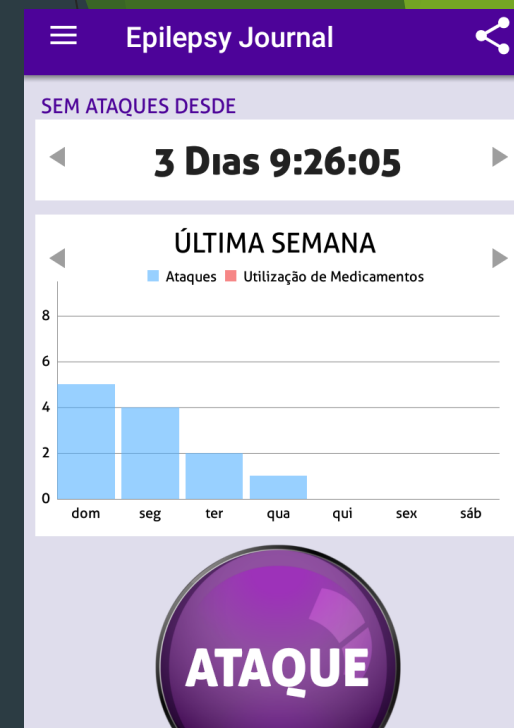 Epilepsy Journal
SEM ATAQUES DESDE
3 Dias 9:26:05
ÚLTIMA SEMANA
Ataques Utilização de Medicamentos
8
6
4
2
0
dom seg ter qua qui sex sáb
ATAQUE